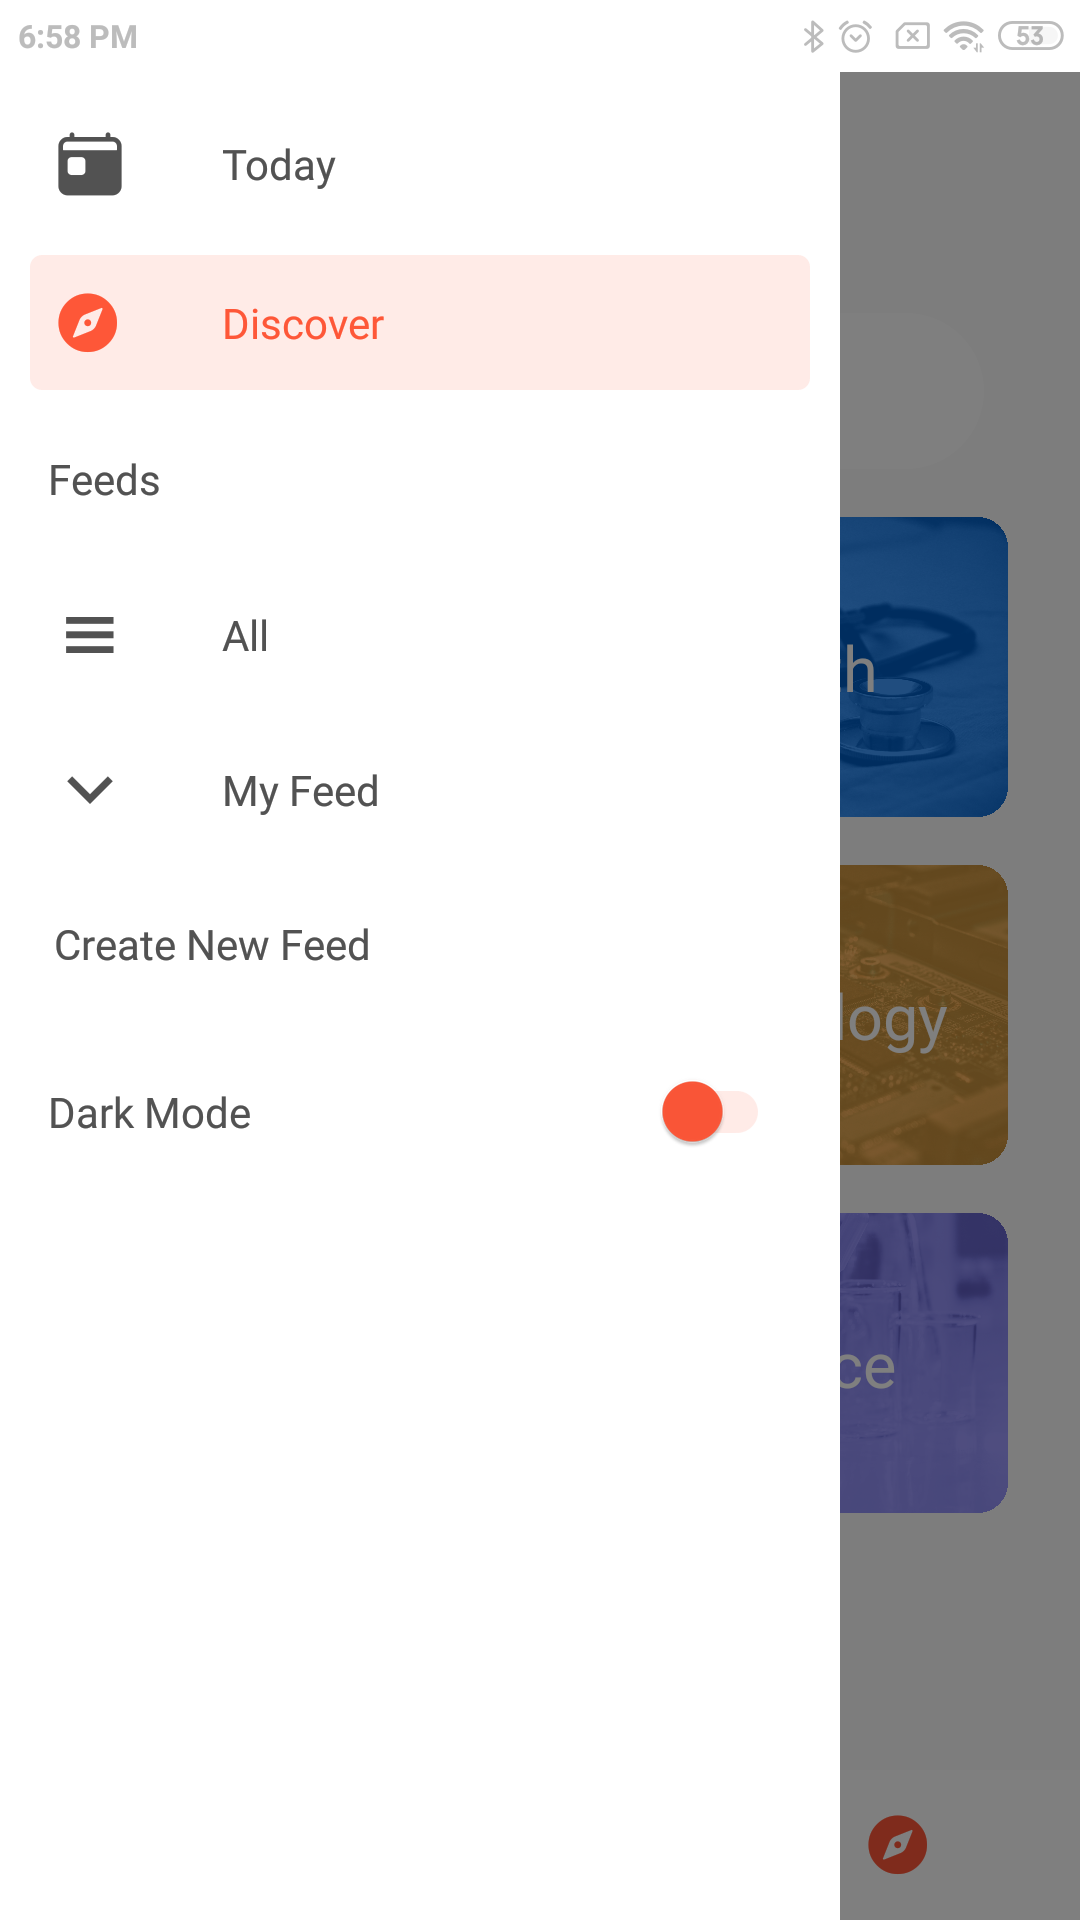 6:58 PM
53
Today
Discover
Feeds
All
h
My Feed
Create New Feed
logy
Dark Mode
ce